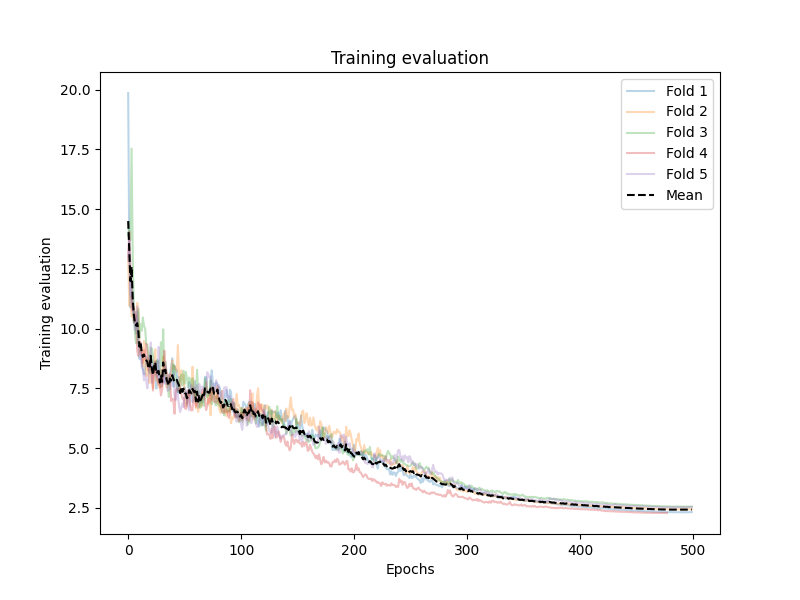 Training evaluation
20.0
17.5
15.0
12.5
10.0
7.5
5.0
2.5
Training evaluation
Fold 1
Fold 2
Fold 3
Fold 4
Fold 5
Mean
0 100 200 300 400 500
Epochs